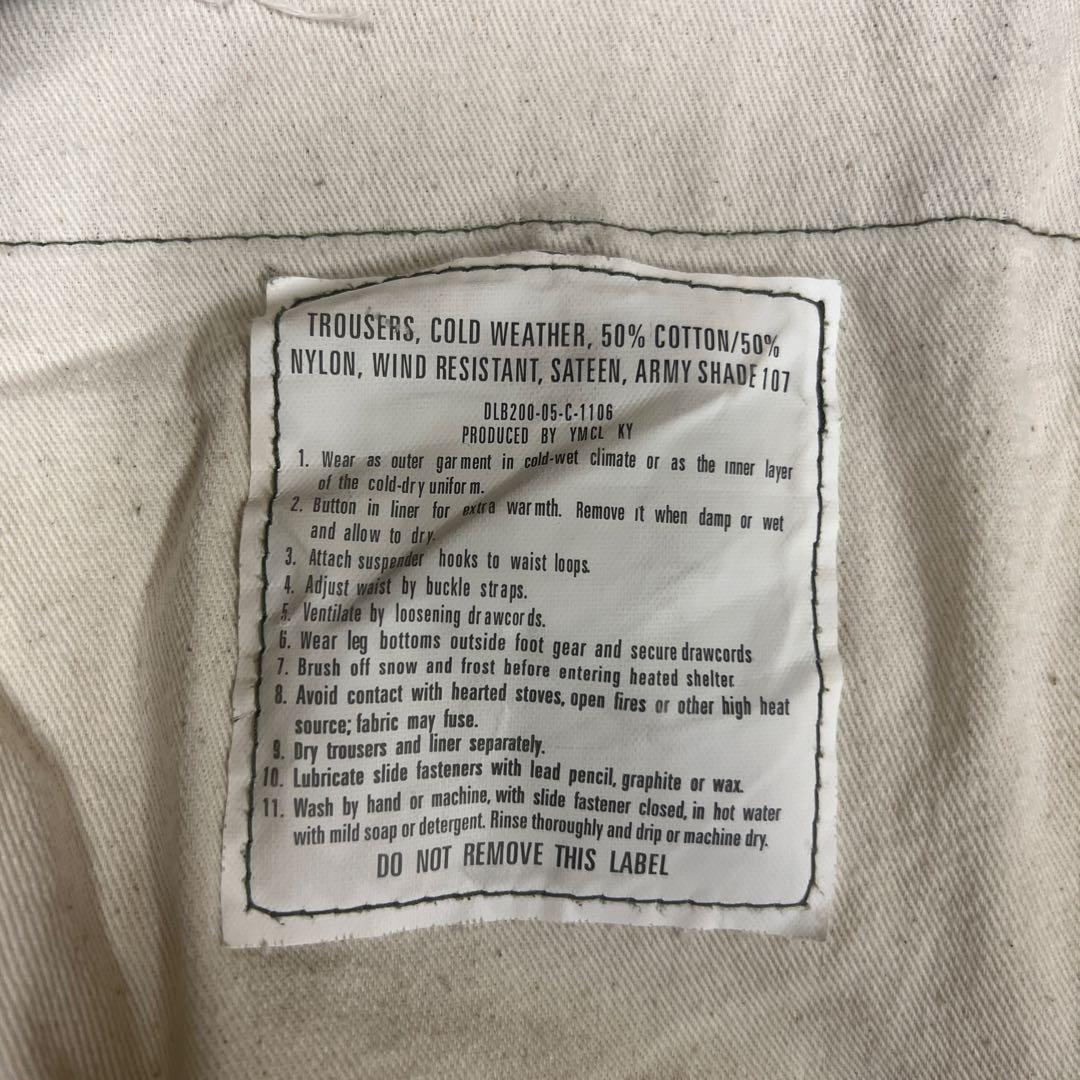 TROUSERS, COLD WEATHER, 50% COTTON/50%
NYLON, WIND RESISTANT, SATEEN, ARMY SHADE 107
DLB200-05-C-1106
PRODUCED BY YMCL KY
1. Wear as outer garment in cold-wet climate or as the inner layer
of the cold-dry uniform.
2. Button in liner for extra warmth. Remove it when damp or wet
and allow to dry.
3. Attach suspender hooks to waist loops.
4. Adjust waist by buckle straps.
5. Ventilate by loosening drawcords.
6. Wear leg bottoms outside foot gear and secure drawcords
7. Brush off snow and frost before entering heated shelter.
8. Avoid contact with hearted stoves, open fires or other high heat
source; fabric may fuse.
9. Dry trousers and liner separately.
10. Lubricate slide fasteners with lead pencil, graphite or wax.
11. Wash by hand or machine, with slide fastener closed, in hot water
with mild soap or detergent. Rinse thoroughly and drip or machine dry.
DO NOT REMOVE THIS LABEL